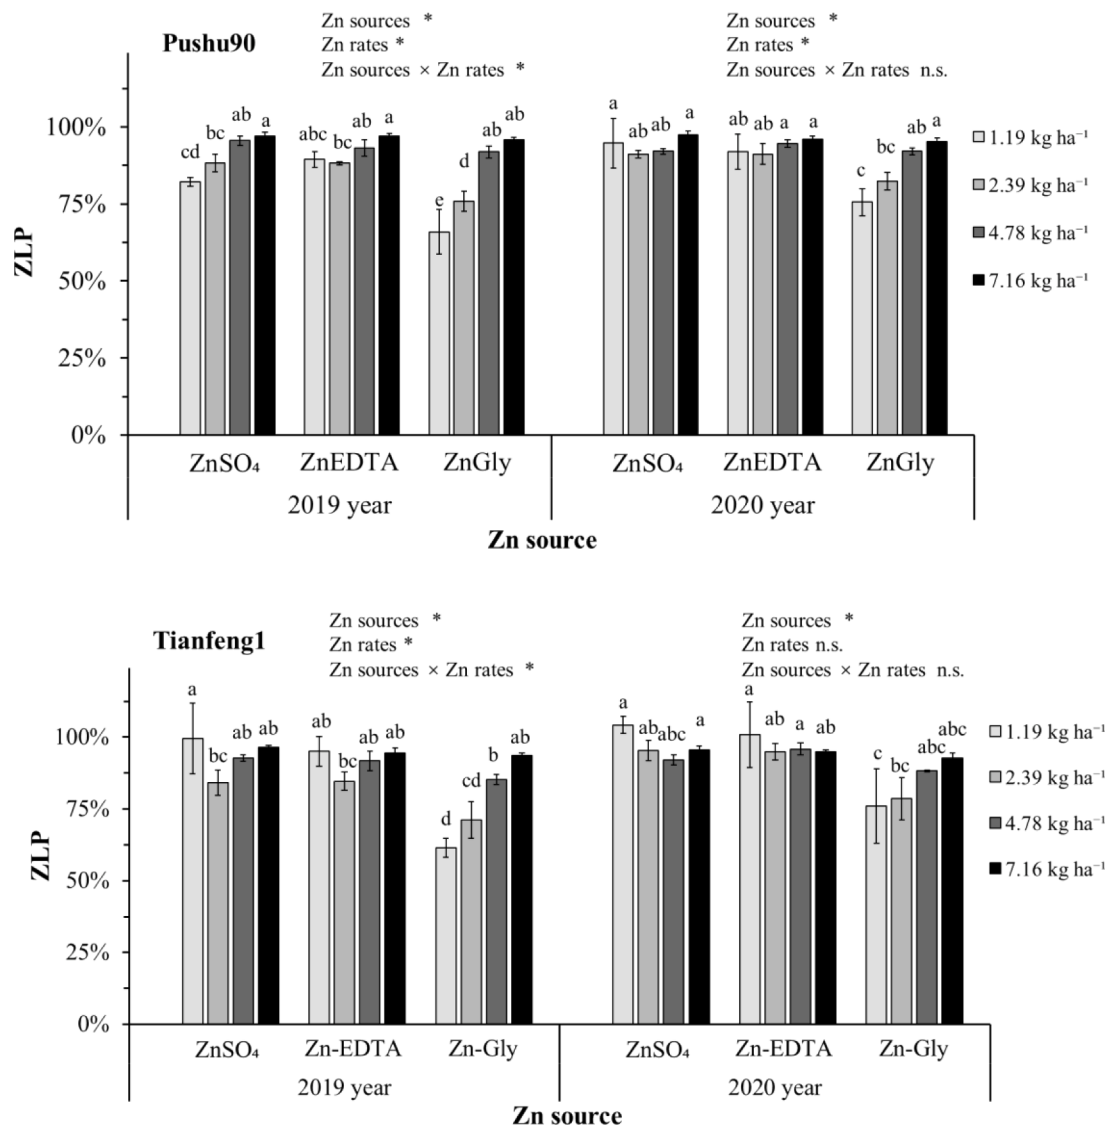 Pushu90
Zn sources *
Zn rates *
Zn sources × Zn rates *
Zn sources *
Zn rates *
Zn sources × Zn rates n.s.
ZLP
100%
75%
50%
25%
0%
cd bc ab a
abc bc ab a
e d ab ab
a ab ab a
ab ab a a
c bc ab a
1.19 kg ha⁻¹
2.39 kg ha⁻¹
4.78 kg ha⁻¹
7.16 kg ha⁻¹
ZnSO₄ ZnEDTA ZnGly ZnSO₄ ZnEDTA ZnGly
2019 year 2020 year
Zn source
Tianfeng1
Zn sources *
Zn rates *
Zn sources × Zn rates *
Zn sources *
Zn rates n.s.
Zn sources × Zn rates n.s.
ZLP
100%
75%
50%
25%
0%
a bc ab ab
ab bc ab ab
d cd b ab
a ab abc a
a ab a ab
c bc abc abc
1.19 kg ha⁻¹
2.39 kg ha⁻¹
4.78 kg ha⁻¹
7.16 kg ha⁻¹
ZnSO₄ Zn-EDTA Zn-Gly ZnSO₄ Zn-EDTA Zn-Gly
2019 year 2020 year
Zn source